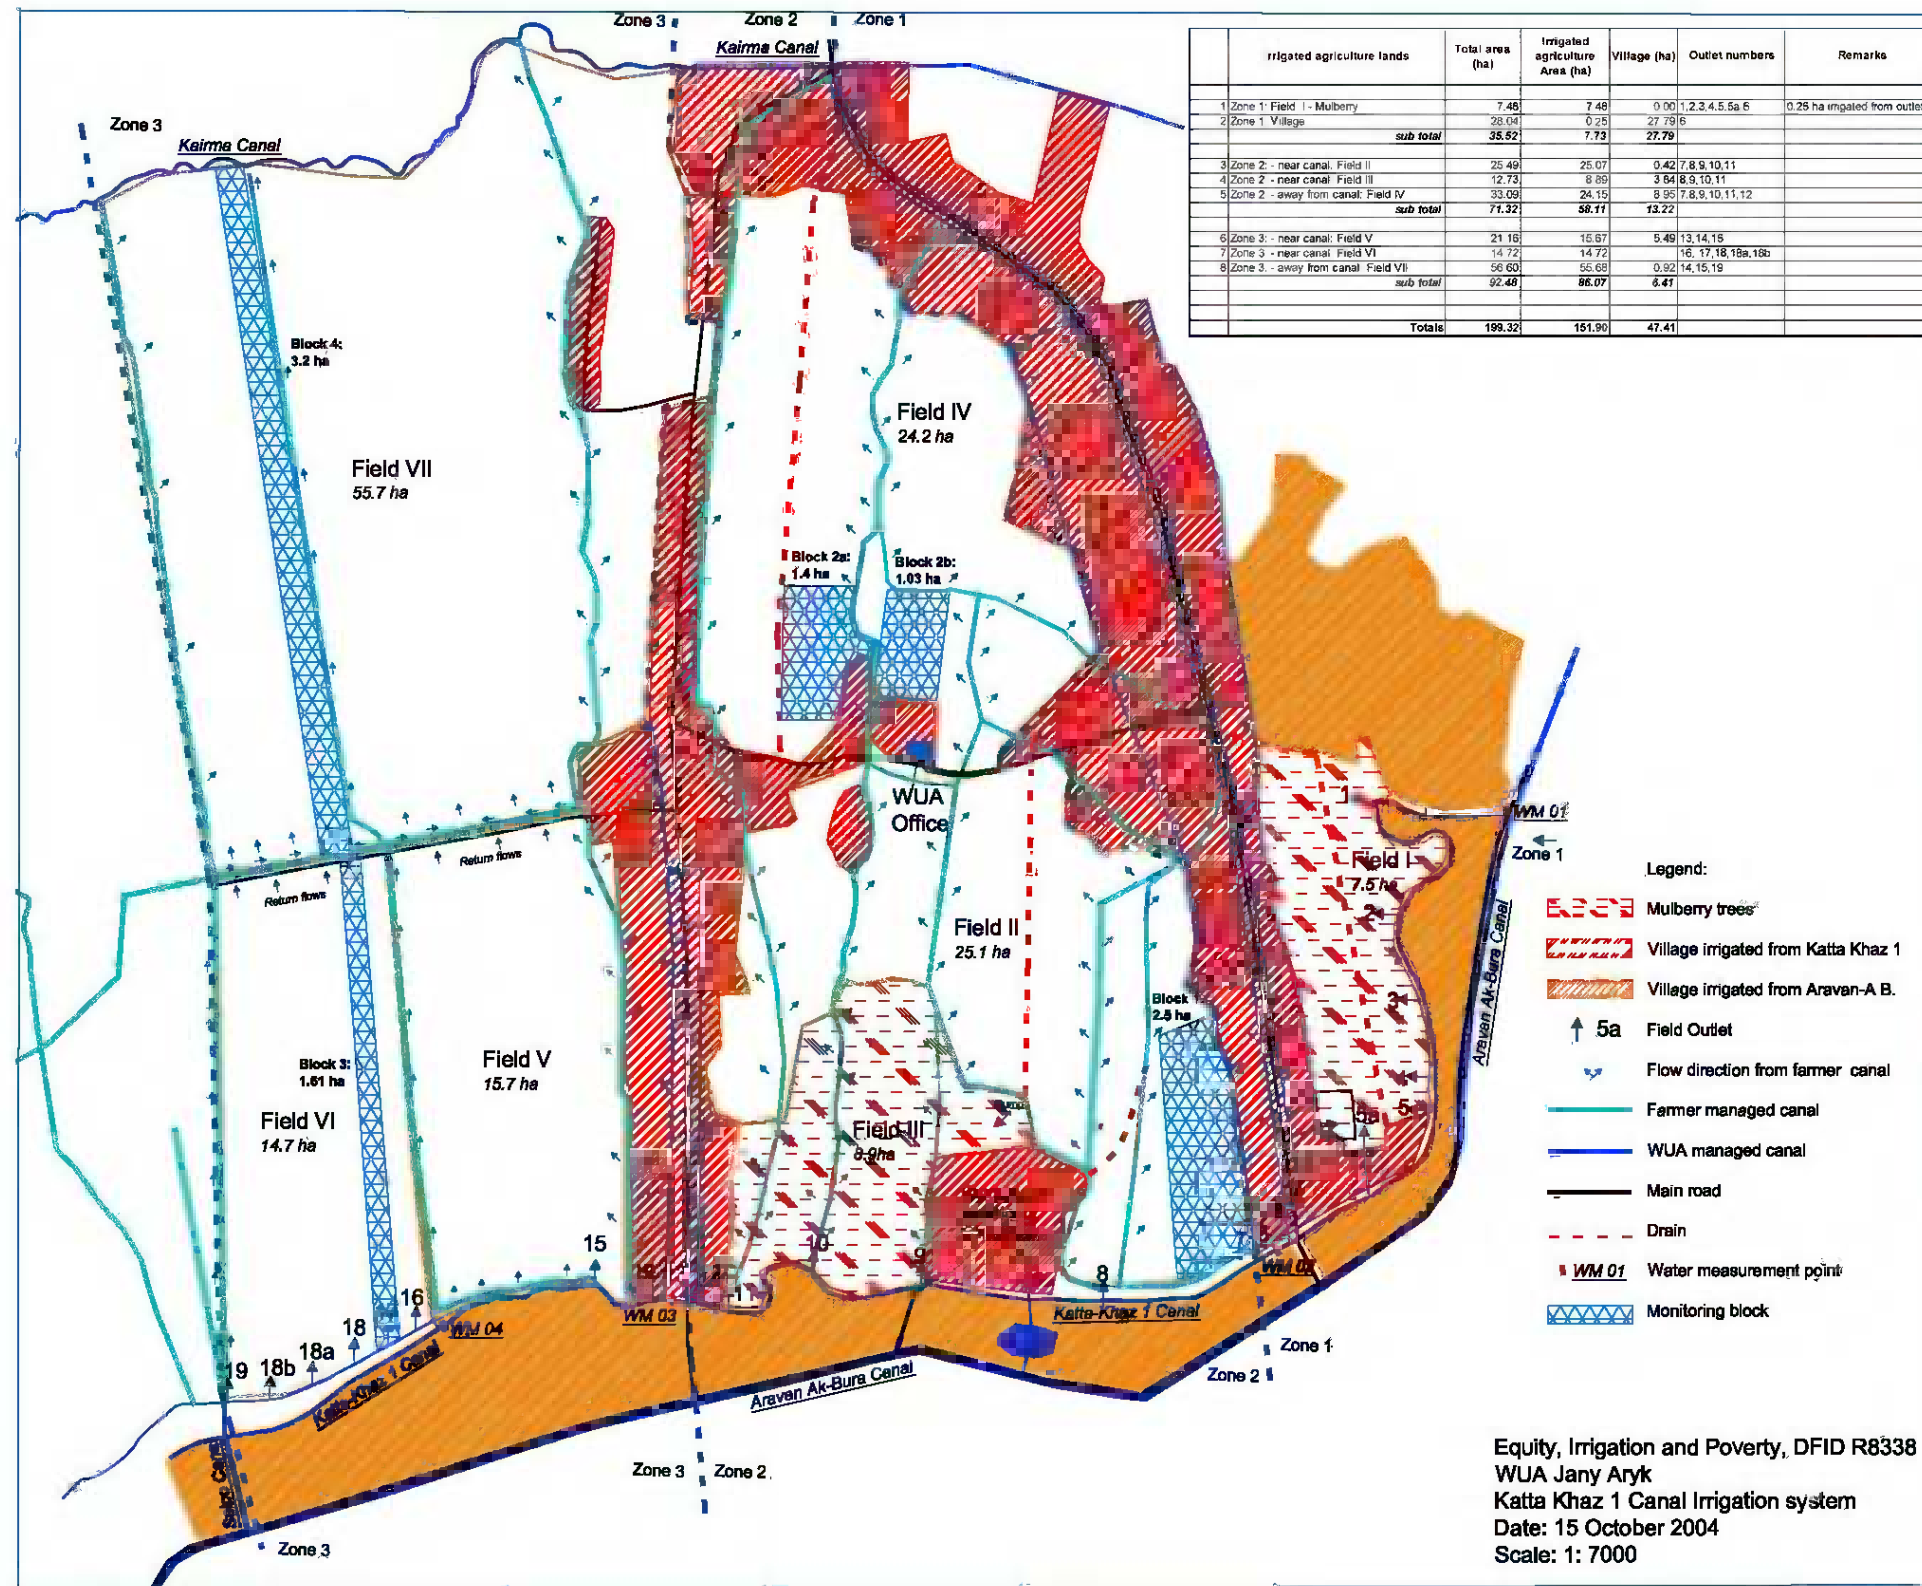 Zone 3
Zone 2
Zone 1
Kairma Canal
Zone 3
Kairma Canal
rrigated agriculture lands | Total area (ha) | Irrigated agriculture Area (ha) | Village (ha) | Outlet numbers | Remarks
1 Zone 1: Field I - Mulberry 7.48 7.48 0.00 1,2,3,4,5,5a 6 0.25 ha irrigated from outlet
2 Zone 1 Village 28.04 0.25 27.79 6
sub total 35.52 7.73 27.79
3 Zone 2: - near canal: Field II 25.49 25.07 0.42 7,8,9,10,11
4 Zone 2 - near canal: Field III 12.73 8.89 3.84 8,9,10,11
5 Zone 2 - away from canal: Field IV 33.09 24.15 8.95 7,8,9,10,11,12
sub total 71.32 58.11 13.22
6 Zone 3: - near canal: Field V 21.16 15.67 5.49 13,14,15
7 Zone 3 - near canal: Field VI 14.72 14.72 16, 17,18,18a,18b
8 Zone 3. - away from canal Field VII 56.60 55.68 0.92 14,15,19
sub total 92.48 86.07 6.41
Totals 199.32 151.90 47.41
Block 4:
3.2 ha
Field VII
55.7 ha
Field IV
24.2 ha
Block 2a:
1.4 ha
Block 2b:
1.03 ha
WUA
Office
WM 01
Zone 1
1
Field I
7.5 ha
2
3
4
5
5a
Aravan Ak-Bura Canal
Return flows
Return flows
Field II
25.1 ha
Block
2.5 ha
Block 3:
1.61 ha
Field VI
14.7 ha
Field V
15.7 ha
Field III
8.9ha
Legend:
Mulberry trees
Village irrigated from Katta Khaz 1
Village irrigated from Aravan-A B.
5a Field Outlet
Flow direction from farmer canal
Farmer managed canal
WUA managed canal
Main road
Drain
WM 01 Water measurement point
Monitoring block
19
18b
18a
18
16
15
11
10
9
8
7
WM 04
WM 03
WM 02
Katta-Khaz 1 Canal
Katta-Khaz 1 Canal
Aravan Ak-Bura Canal
Zone 1
Zone 2
Zone 3
Zone 2
Zone 3
Equity, Irrigation and Poverty, DFID R8338
WUA Jany Aryk
Katta Khaz 1 Canal Irrigation system
Date: 15 October 2004
Scale: 1: 7000